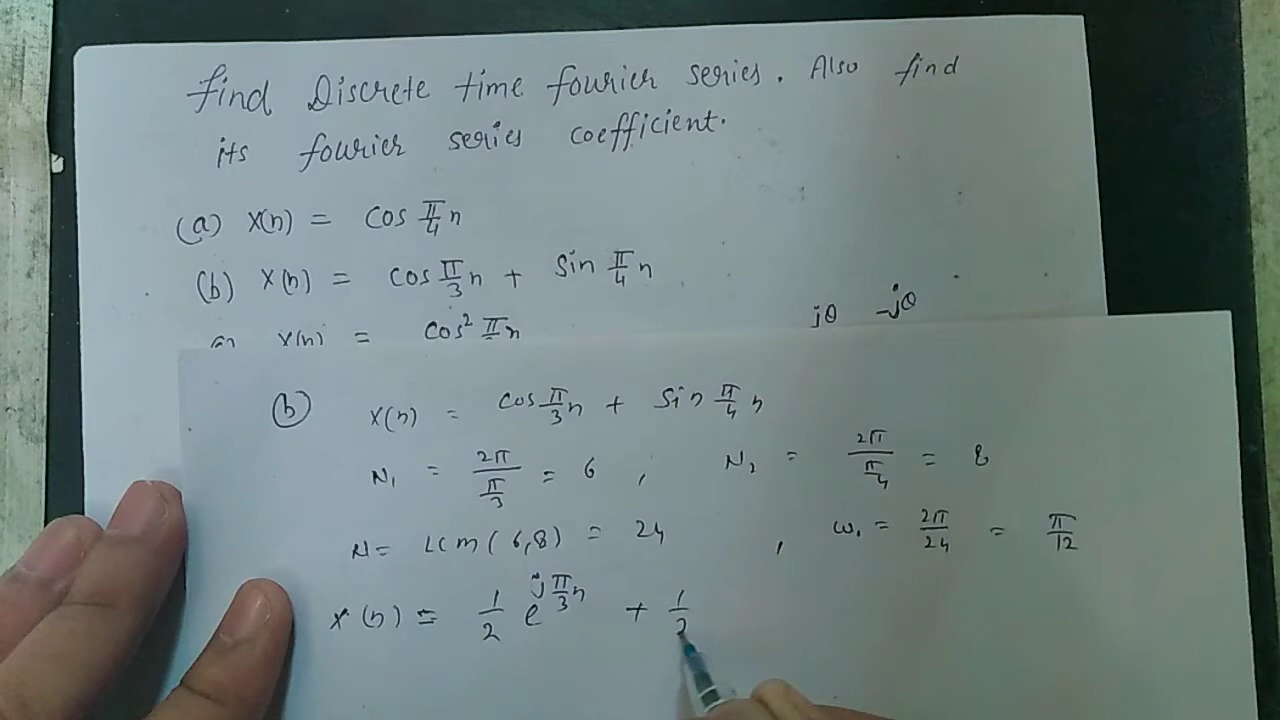 find Discrete time fourier series. Also find
its fourier series coefficient.
(a) x(n) = cos π/4 n
(b) x(n) = cos π/3 n + sin π/4 n
x(n) = cos² π n
jθ -jθ
(b) x(n) = cos π/3 n + sin π/4 n
N₁ = 2π/(π/3) = 6 , N₂ = 2π/(π/4) = 8
N = LCM (6,8) = 24 , ω₀ = 2π/24 = π/12
x(n) = 1/2 e^(j π/3 n) + 1/2